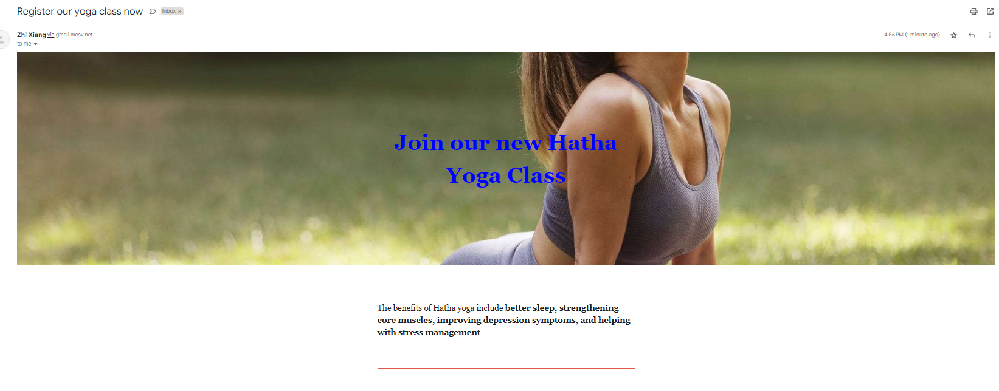 Register our yoga class now Inbox x
Zhi Xiang via gmail.mcsv.net 4:56 PM (1 minute ago)
to me
Join our new Hatha
Yoga Class
The benefits of Hatha yoga include better sleep, strengthening
core muscles, improving depression symptoms, and helping
with stress management